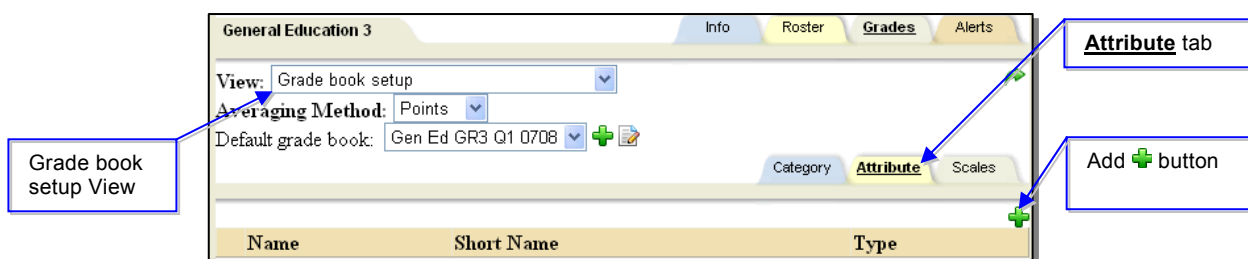 General Education 3 Info Roster Grades Alerts
Attribute tab
View: Grade book setup
Averaging Method: Points
Default grade book: Gen Ed GR3 Q1 0708
Grade book
setup View
Category Attribute Scales
Add button
Name Short Name Type